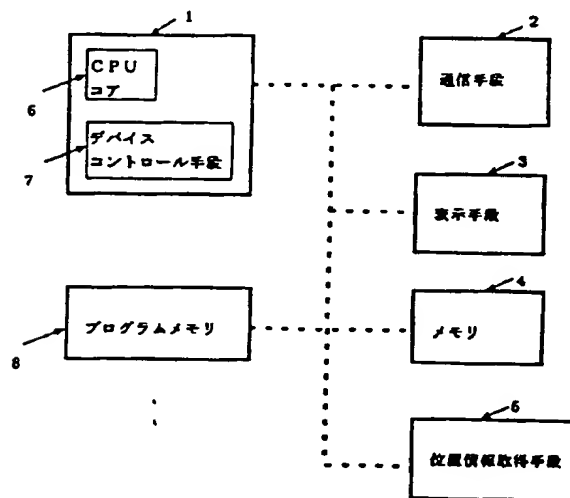 1
CPU
コア
6
デバイス
コントロール手段
7
プログラムメモリ
8
2
通信手段
3
表示手段
4
メモリ
5
位置情報取得手段